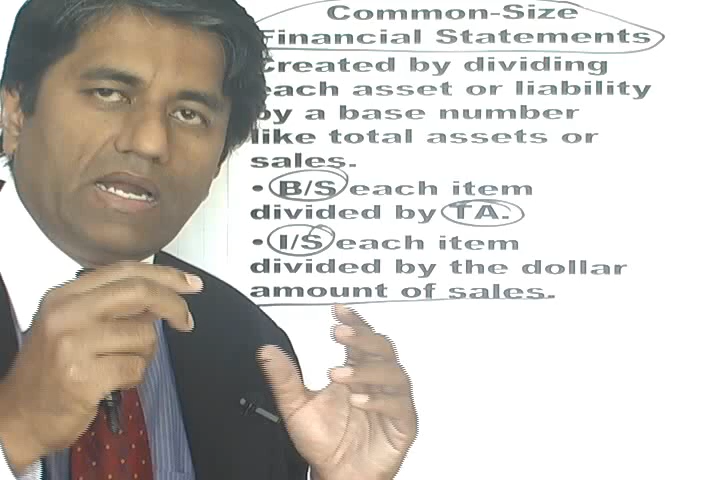 Common-Size
Financial Statements
Created by dividing
each asset or liability
by a base number
like total assets or
sales.
• B/S each item
divided by TA.
• I/S each item
divided by the dollar
amount of sales.